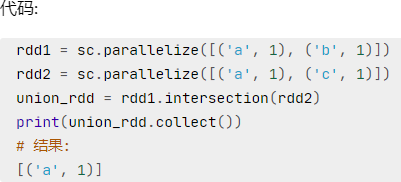 代码:
rdd1 = sc.parallelize([('a', 1), ('b', 1)])
rdd2 = sc.parallelize([('a', 1), ('c', 1)])
union_rdd = rdd1.intersection(rdd2)
print(union_rdd.collect())
# 结果:
[('a', 1)]